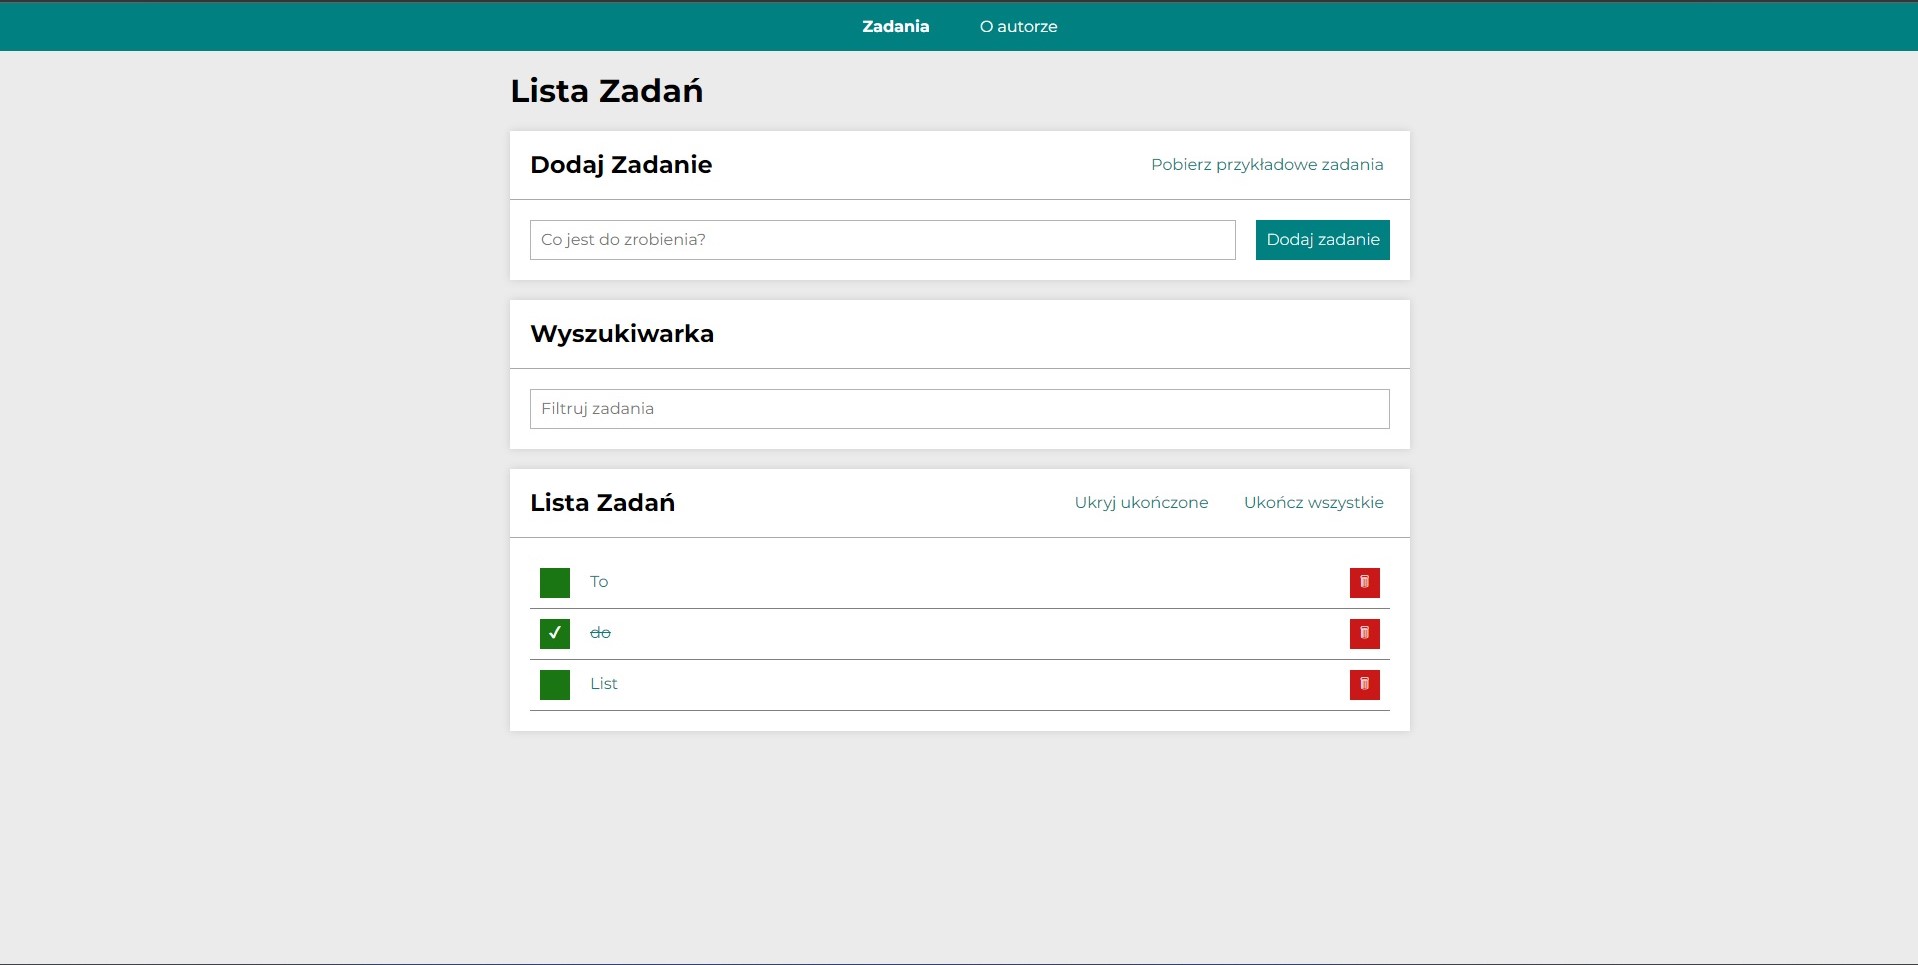 Zadania O autorze
Lista Zadań
Dodaj Zadanie Pobierz przykładowe zadania
Co jest do zrobienia? Dodaj zadanie
Wyszukiwarka
Filtruj zadania
Lista Zadań Ukryj ukończone Ukończ wszystkie
To
do
List